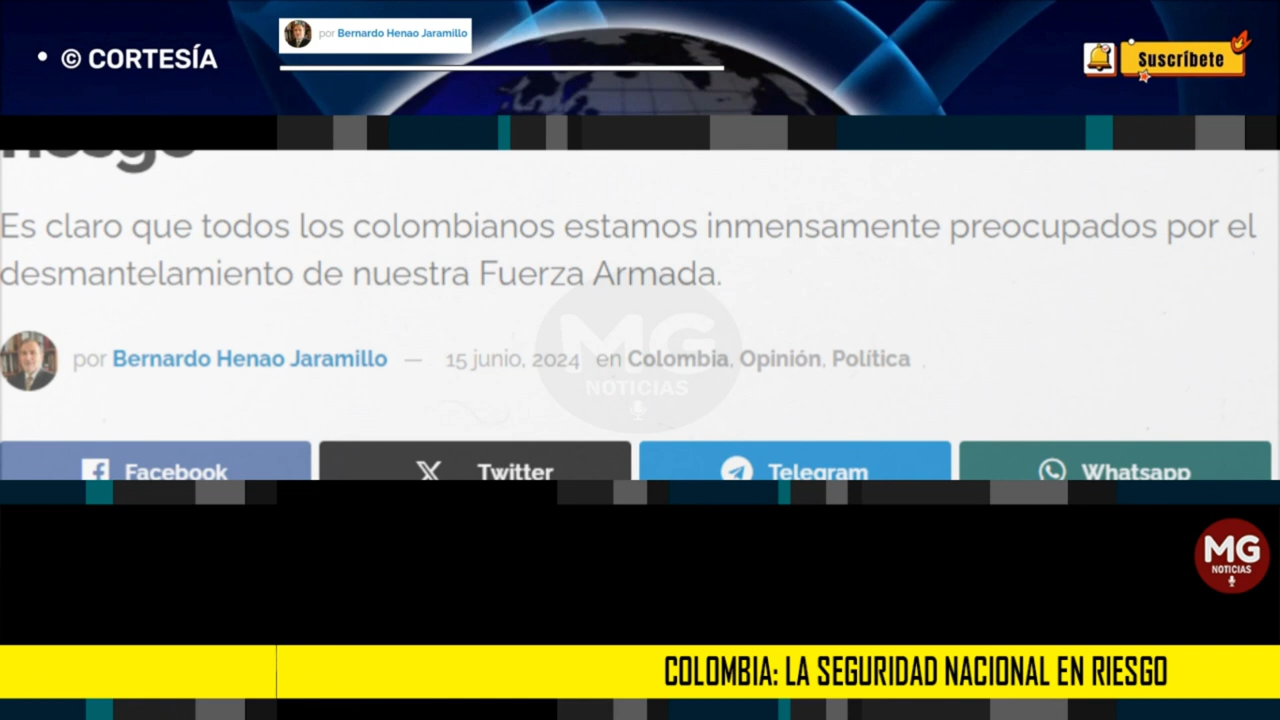 • © CORTESÍA
por Bernardo Henao Jaramillo
Suscríbete
riesgo
Es claro que todos los colombianos estamos inmensamente preocupados por el
desmantelamiento de nuestra Fuerza Armada.
por Bernardo Henao Jaramillo — 15 junio, 2024 en Colombia, Opinión, Política
MG
NOTICIAS
Facebook
Twitter
Telegram
Whatsapp
MG
NOTICIAS
COLOMBIA: LA SEGURIDAD NACIONAL EN RIESGO